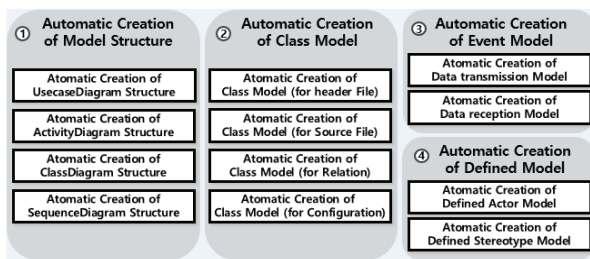 ①
Automatic Creation
of Model Structure
Atomatic Creation of
UsecaseDiagram Structure
Atomatic Creation of
ActivityDiagram Structure
Atomatic Creation of
ClassDiagram Structure
Atomatic Creation of
SequenceDiagram Structure
②
Automatic Creation
of Class Model
Atomatic Creation of
Class Model (for header File)
Atomatic Creation of
Class Model (for Source File)
Atomatic Creation of
Class Model (for Relation)
Atomatic Creation of
Class Model (for Configuration)
③
Automatic Creation
of Event Model
Atomatic Creation of
Data transmission Model
Atomatic Creation of
Data reception Model
④
Automatic Creation
of Defined Model
Atomatic Creation of
Defined Actor Model
Atomatic Creation of
Defined Stereotype Model